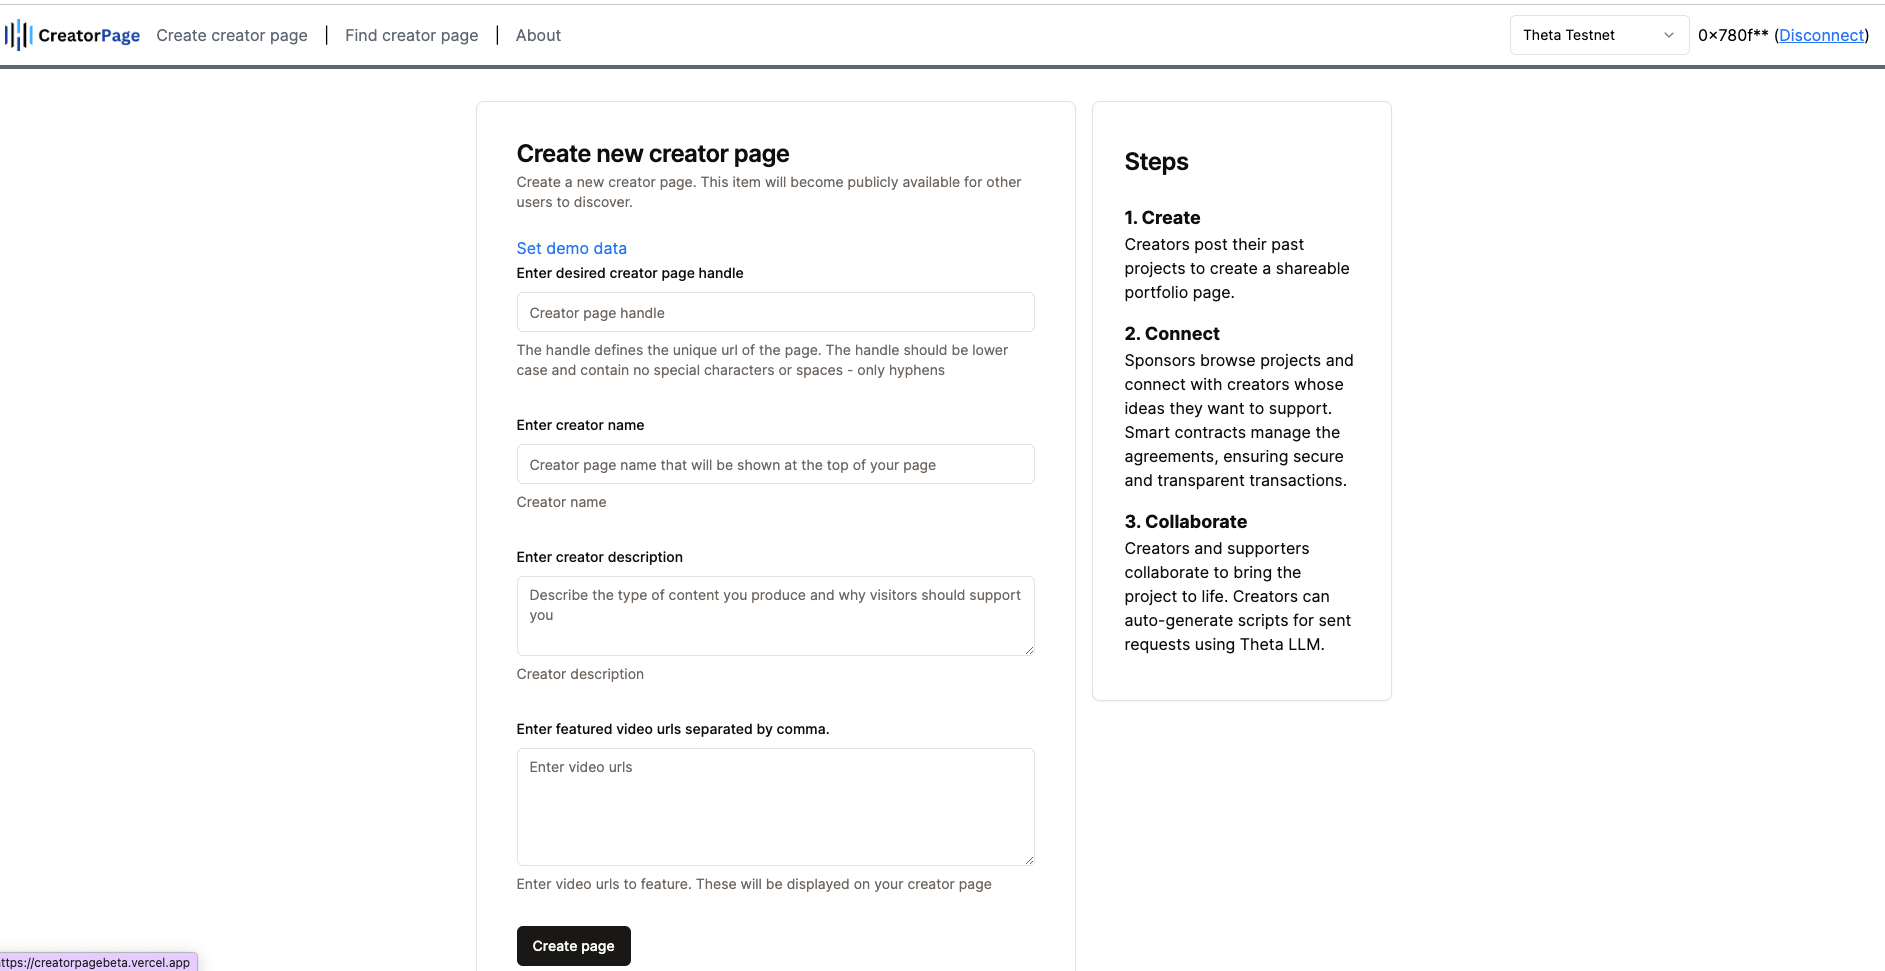 CreatorPage Create creator page | Find creator page | About Theta Testnet 0x780f** (Disconnect)
Create new creator page
Create a new creator page. This item will become publicly available for other
users to discover.
Set demo data
Enter desired creator page handle
Creator page handle
The handle defines the unique url of the page. The handle should be lower
case and contain no special characters or spaces - only hyphens
Enter creator name
Creator page name that will be shown at the top of your page
Creator name
Enter creator description
Describe the type of content you produce and why visitors should support
you
Creator description
Enter featured video urls separated by comma.
Enter video urls
Enter video urls to feature. These will be displayed on your creator page
Create page
Steps
1. Create
Creators post their past
projects to create a shareable
portfolio page.
2. Connect
Sponsors browse projects and
connect with creators whose
ideas they want to support.
Smart contracts manage the
agreements, ensuring secure
and transparent transactions.
3. Collaborate
Creators and supporters
collaborate to bring the
project to life. Creators can
auto-generate scripts for sent
requests using Theta LLM.
ttps://creatorpagebeta.vercel.app